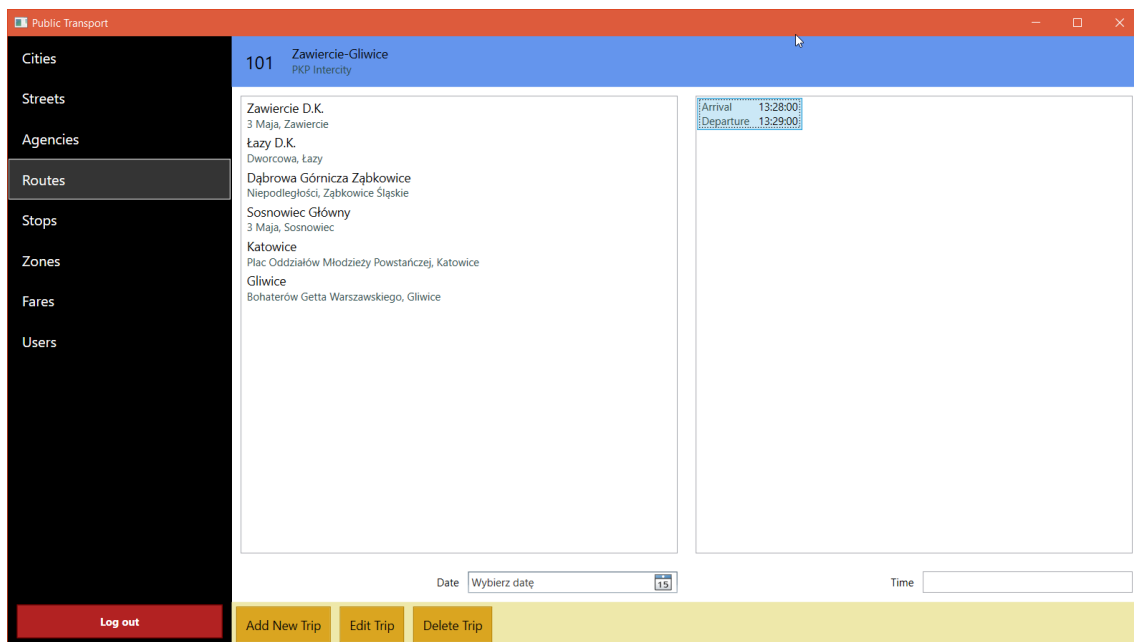 Public Transport
Cities
Streets
Agencies
Routes
Stops
Zones
Fares
Users
Log out
101
Zawiercie-Gliwice
PKP Intercity
Zawiercie D.K.
3 Maja, Zawiercie
Łazy D.K.
Dworcowa, Łazy
Dąbrowa Górnicza Ząbkowice
Niepodległości, Ząbkowice Śląskie
Sosnowiec Główny
3 Maja, Sosnowiec
Katowice
Plac Oddziałów Młodzieży Powstańczej, Katowice
Gliwice
Bohaterów Getta Warszawskiego, Gliwice
Arrival 13:28:00
Departure 13:29:00
Date Wybierz datę 15
Time
Add New Trip Edit Trip Delete Trip